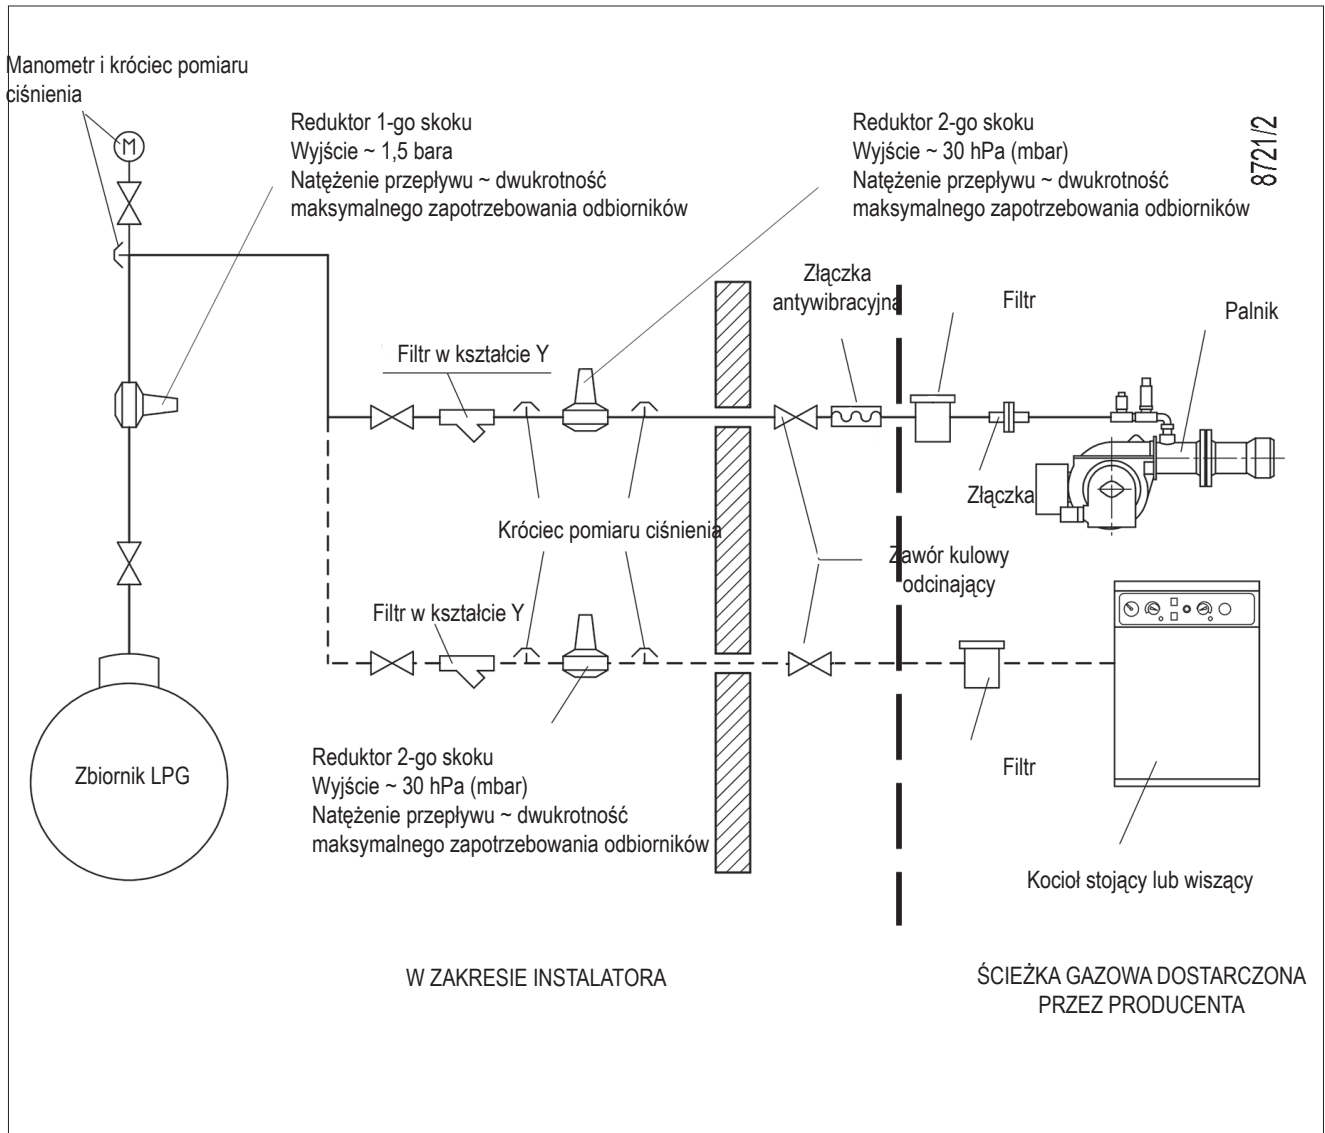 Manometr i króciec pomiaru
ciśnienia
M
Reduktor 1-go skoku
Wyjście ~ 1,5 bara
Natężenie przepływu ~ dwukrotność
maksymalnego zapotrzebowania odbiorników
Reduktor 2-go skoku
Wyjście ~ 30 hPa (mbar)
Natężenie przepływu ~ dwukrotność
maksymalnego zapotrzebowania odbiorników
8721/2
Złączka
antywibracyjna
Filtr
Palnik
Filtr w kształcie Y
Złączka
Króciec pomiaru ciśnienia
Zawór kulowy
odcinający
Filtr w kształcie Y
Zbiornik LPG
Reduktor 2-go skoku
Wyjście ~ 30 hPa (mbar)
Natężenie przepływu ~ dwukrotność
maksymalnego zapotrzebowania odbiorników
Filtr
Kocioł stojący lub wiszący
W ZAKRESIE INSTALATORA
ŚCIEŻKA GAZOWA DOSTARCZONA
PRZEZ PRODUCENTA